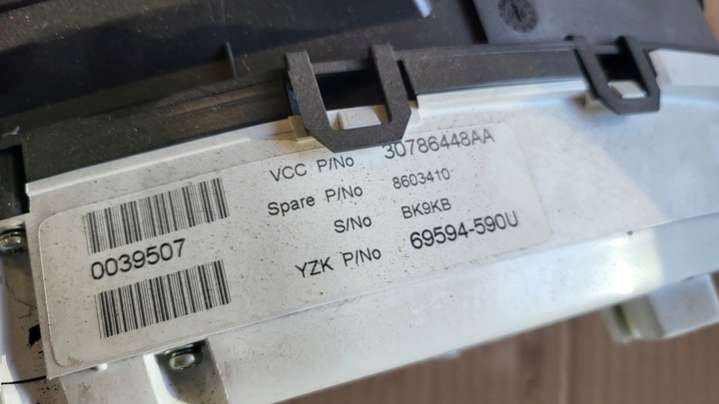 VCC P/No 30786448AA
Spare P/No 8603410
S/No BK9KB
YZK P/No 69594-590U
0039507